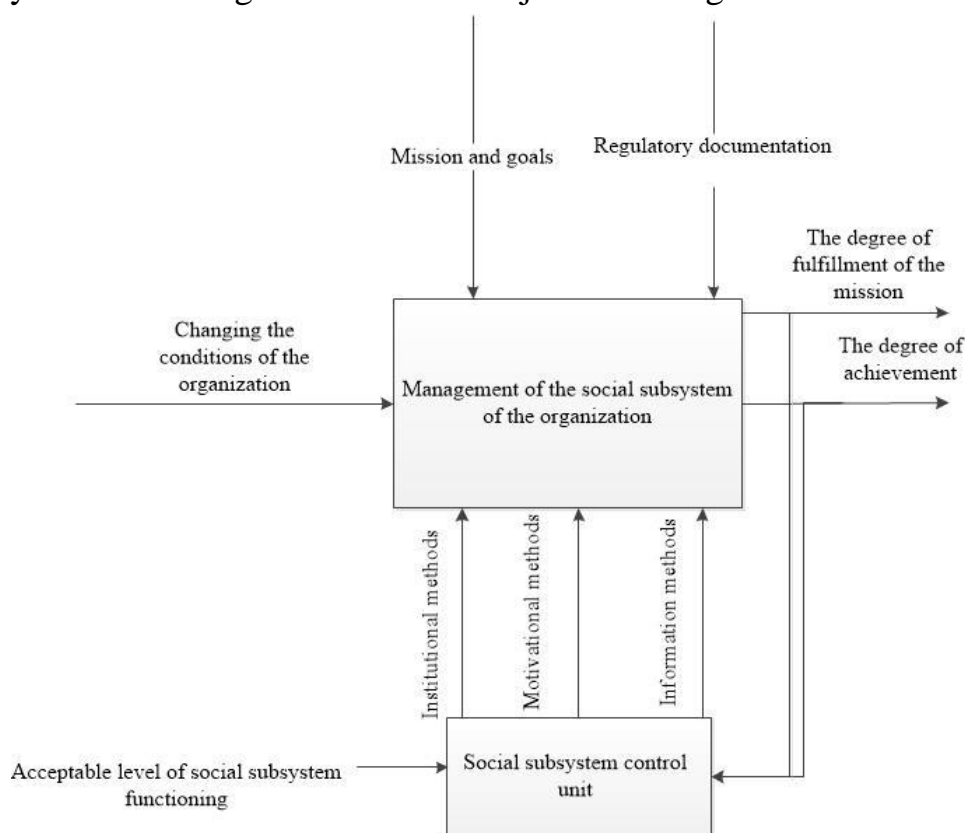 Mission and goals
Regulatory documentation
The degree of
fulfillment of the
mission
Changing the
conditions of the
organization
The degree of
achievement
Management of the social subsystem
of the organization
Institutional methods
Motivational methods
Information methods
Acceptable level of social subsystem
functioning
Social subsystem control
unit